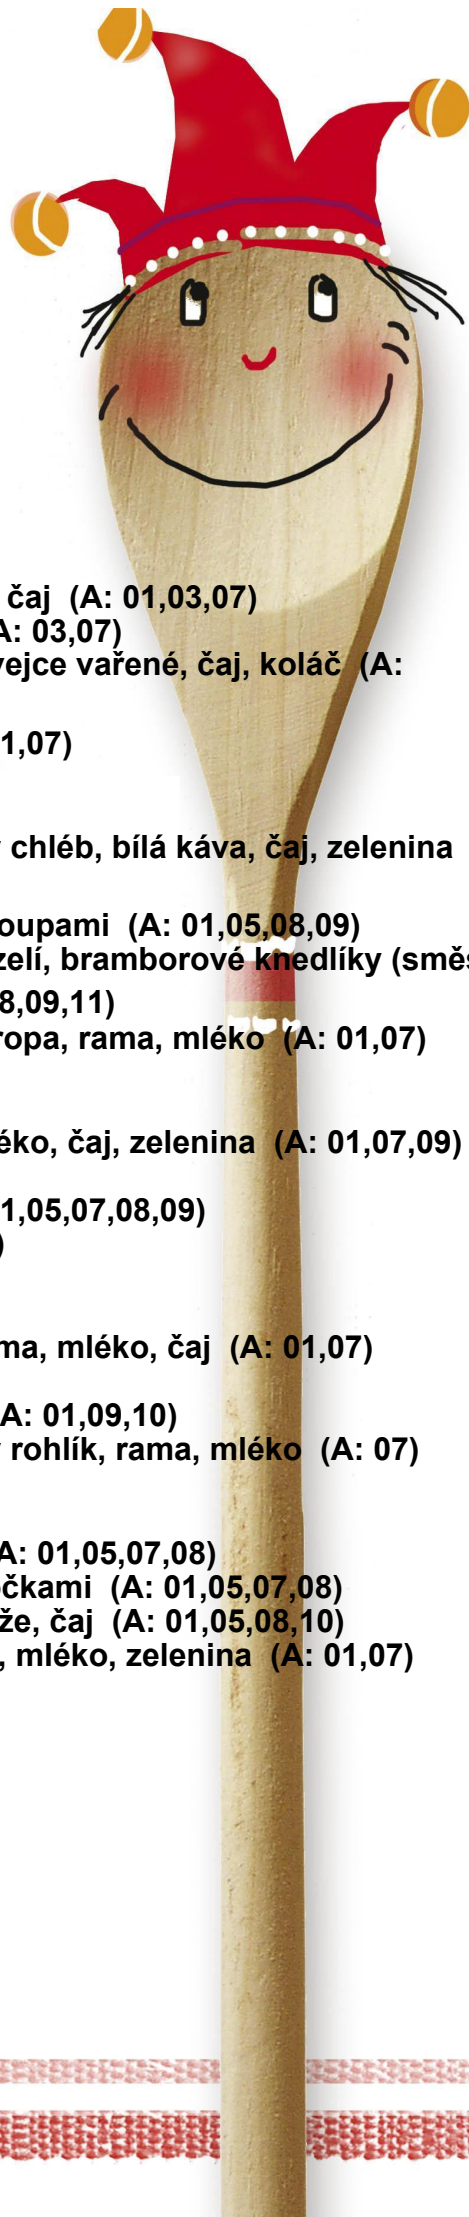 čaj (A: 01,03,07)
A: 03,07)
vejce vařené, čaj, koláč (A:
1,07)
chléb, bílá káva, čaj, zelenina
oupami (A: 01,05,08,09)
zelí, bramborové knedlíky (smě
8,09,11)
ropa, rama, mléko (A: 01,07)
éko, čaj, zelenina (A: 01,07,09)
1,05,07,08,09)
)
ma, mléko, čaj (A: 01,07)
A: 01,09,10)
rohlík, rama, mléko (A: 07)
A: 01,05,07,08)
čkami (A: 01,05,07,08)
že, čaj (A: 01,05,08,10)
, mléko, zelenina (A: 01,07)